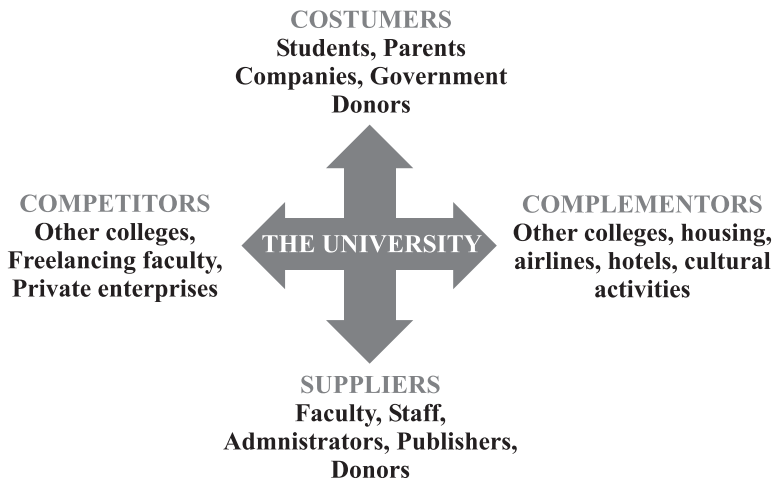 COSTUMERS
Students, Parents
Companies, Government
Donors
COMPETITORS
Other colleges,
Freelancing faculty,
Private enterprises
THE UNIVERSITY
COMPLEMENTORS
Other colleges, housing,
airlines, hotels, cultural
activities
SUPPLIERS
Faculty, Staff,
Admnistrators, Publishers,
Donors